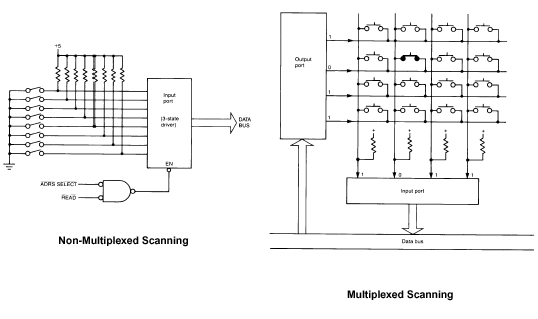 +5
Input
port
(3-state
driver)
EN
DATA
BUS
ADRS SELECT
READ
Non-Multiplexed Scanning
Output
port
1
0
1
1
+ + + +
1 0 1 1
Input port
Data bus
Multiplexed Scanning